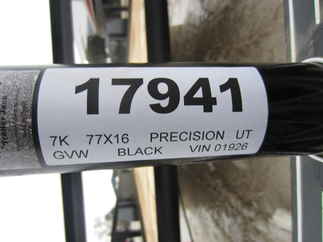 17941
7K 77X16 PRECISION UT
GVW BLACK VIN 01926